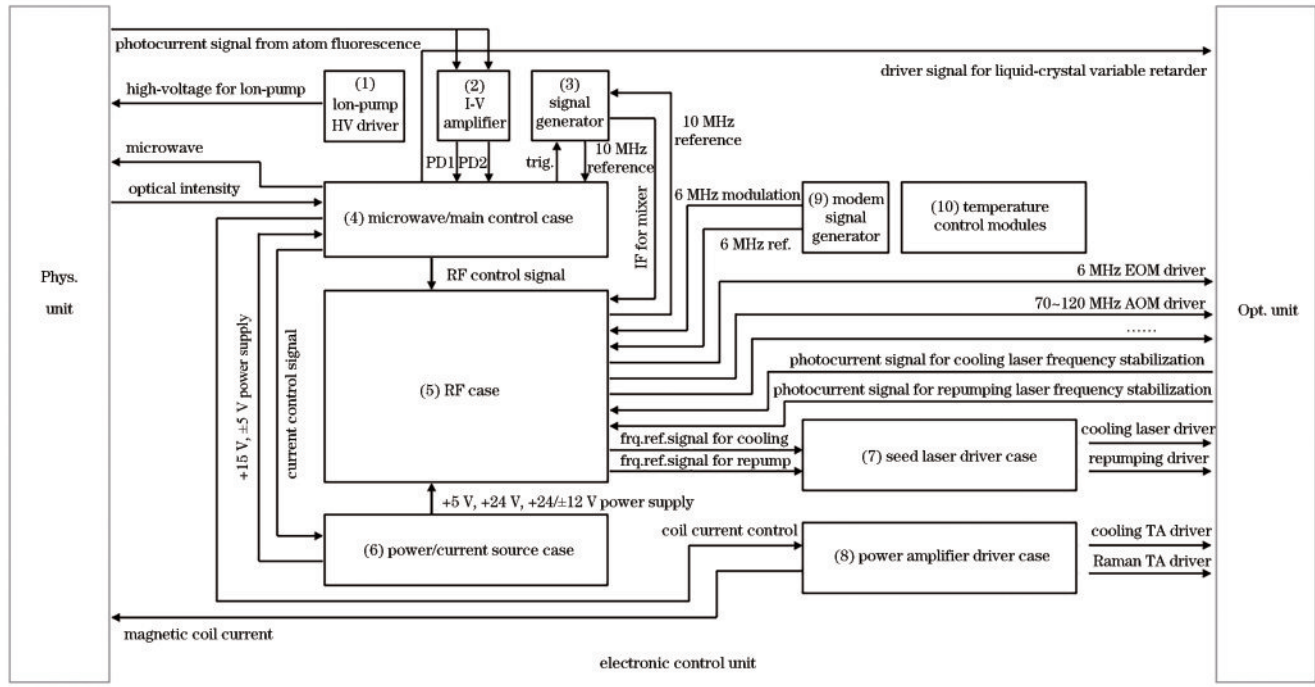 photocurrent signal from atom fluorescence
driver signal for liquid-crystal variable retarder
high-voltage for lon-pump
(1)
lon-pump
HV driver
(2)
I-V
amplifier
(3)
signal
generator
10 MHz
reference
microwave
PD1
PD2
trig.
10 MHz
reference
optical intensity
(4) microwave/main control case
IF for mixer
6 MHz modulation
6 MHz ref.
(9) modem
signal
generator
(10) temperature
control modules
RF control signal
Phys.
unit
Opt. unit
6 MHz EOM driver
70~120 MHz AOM driver
......
photocurrent signal for cooling laser frequency stabilization
photocurrent signal for repumping laser frequency stabilization
+15 V, ±5 V power supply
current control signal
(5) RF case
frq.ref.signal for cooling
frq.ref.signal for repump
(7) seed laser driver case
cooling laser driver
repumping driver
+5 V, +24 V, +24/±12 V power supply
(6) power/current source case
coil current control
(8) power amplifier driver case
cooling TA driver
Raman TA driver
magnetic coil current
electronic control unit